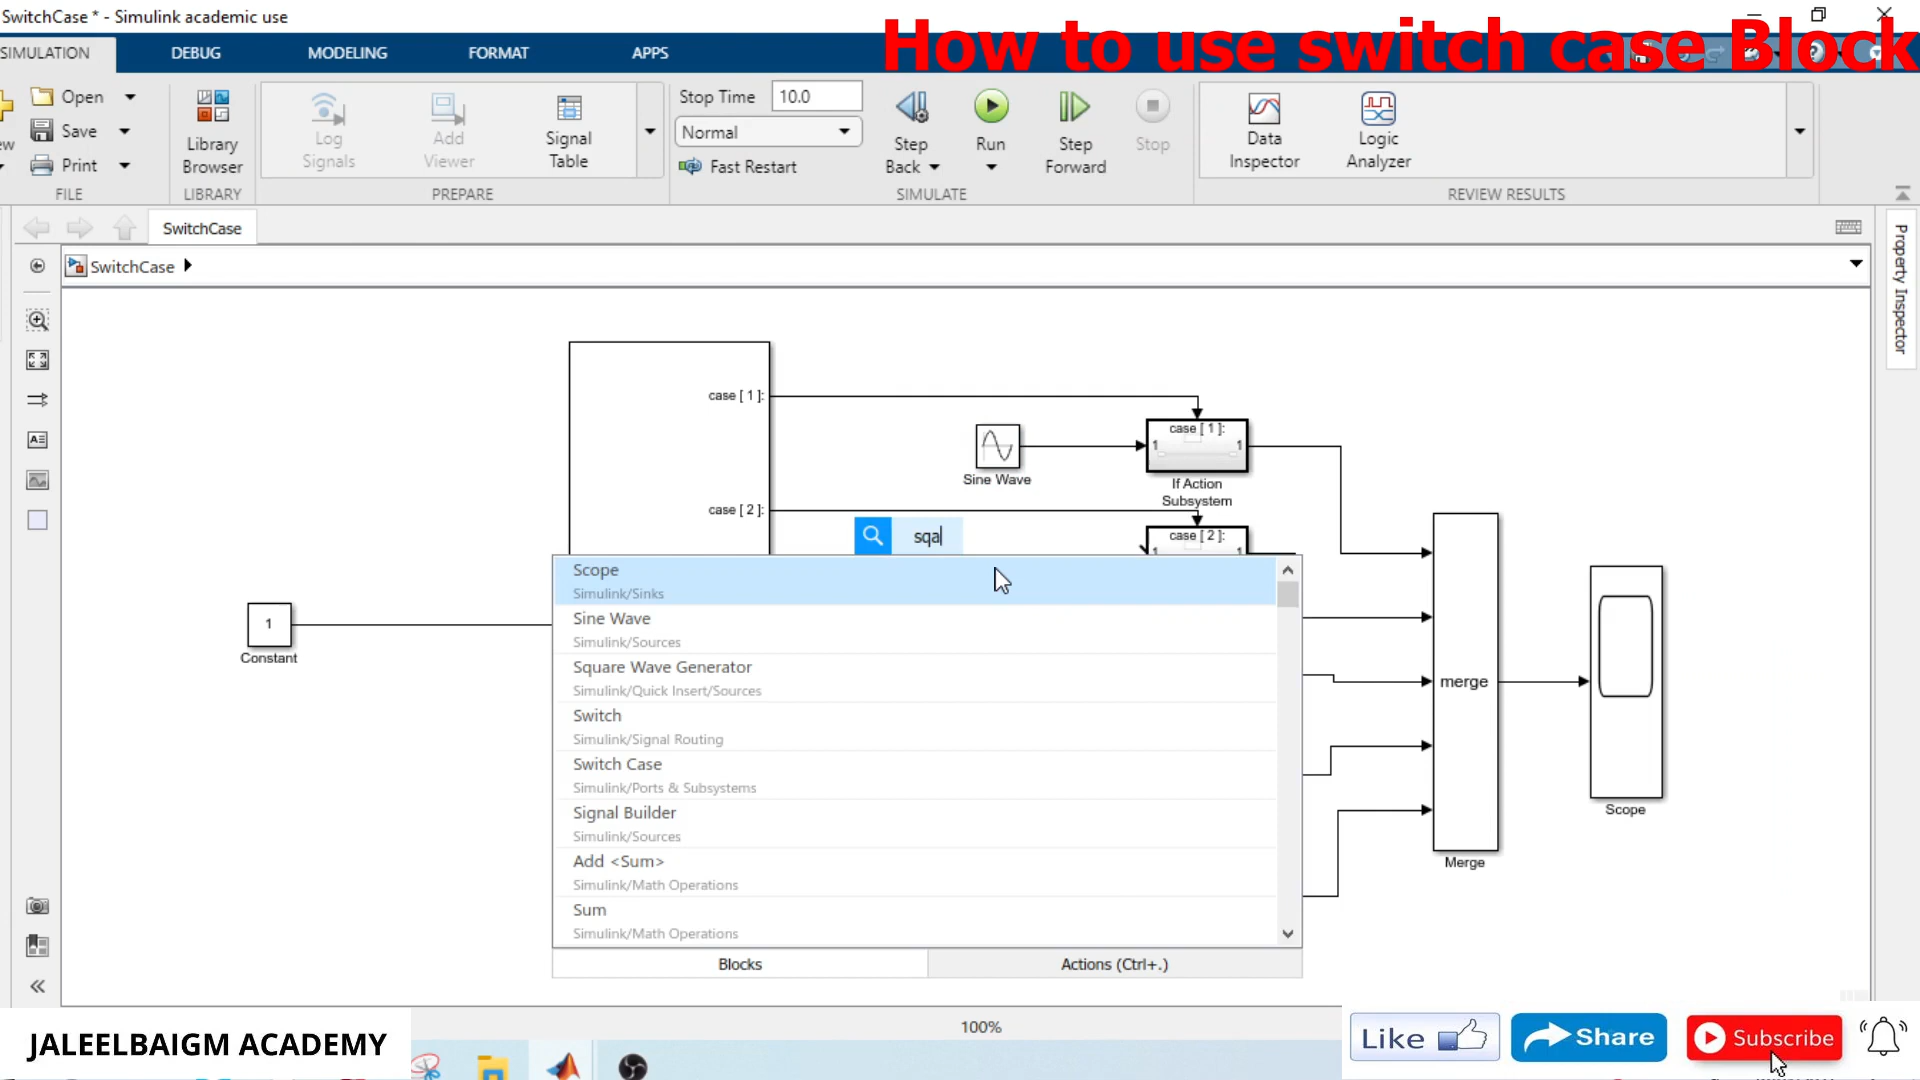 SwitchCase * - Simulink academic use
How to use switch case Block
SIMULATION
DEBUG
MODELING
FORMAT
APPS
Open
Save
Print
FILE
Library
Browser
LIBRARY
Log
Signals
Add
Viewer
Signal
Table
PREPARE
Stop Time 10.0
Normal
Fast Restart
Step
Back
Run
Step
Forward
Stop
SIMULATE
Data
Inspector
Logic
Analyzer
REVIEW RESULTS
SwitchCase
SwitchCase
Property Inspector
case [ 1 ]:
case [ 1 ]:
1 1
Sine Wave
If Action
Subsystem
case [ 2 ]:
sqa
case [ 2 ]:
Scope
Simulink/Sinks
Sine Wave
Simulink/Sources
Square Wave Generator
Simulink/Quick Insert/Sources
Switch
Simulink/Signal Routing
Switch Case
Simulink/Ports & Subsystems
Signal Builder
Simulink/Sources
Add <Sum>
Simulink/Math Operations
Sum
Simulink/Math Operations
Blocks
Actions (Ctrl+.)
1
Constant
merge
Merge
Scope
100%
JALEELBAIGM ACADEMY
Like
Share
Subscribe